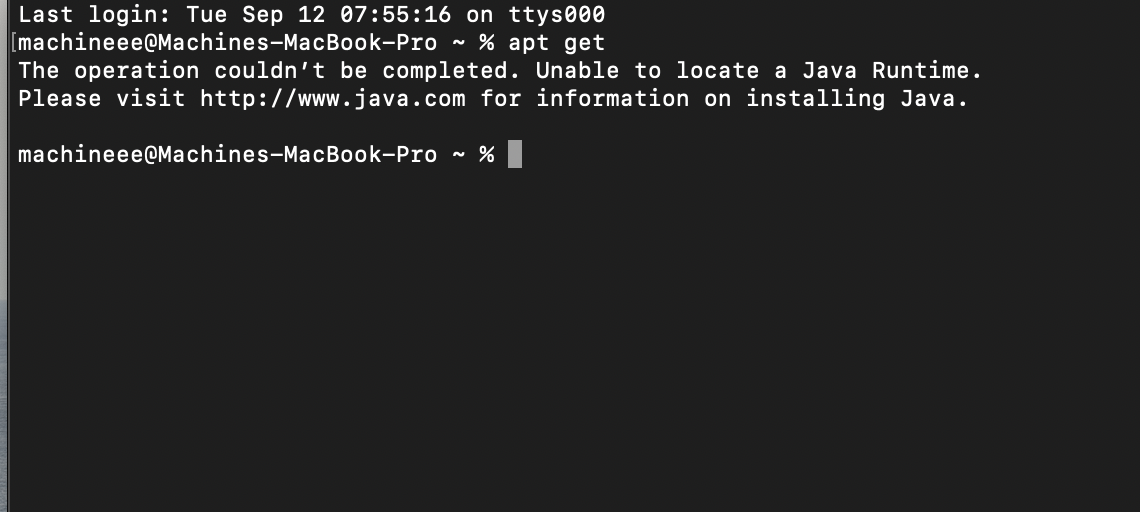 Last login: Tue Sep 12 07:55:16 on ttys000
[machineee@Machines-MacBook-Pro ~ % apt get
The operation couldn’t be completed. Unable to locate a Java Runtime.
Please visit http://www.java.com for information on installing Java.
machineee@Machines-MacBook-Pro ~ %